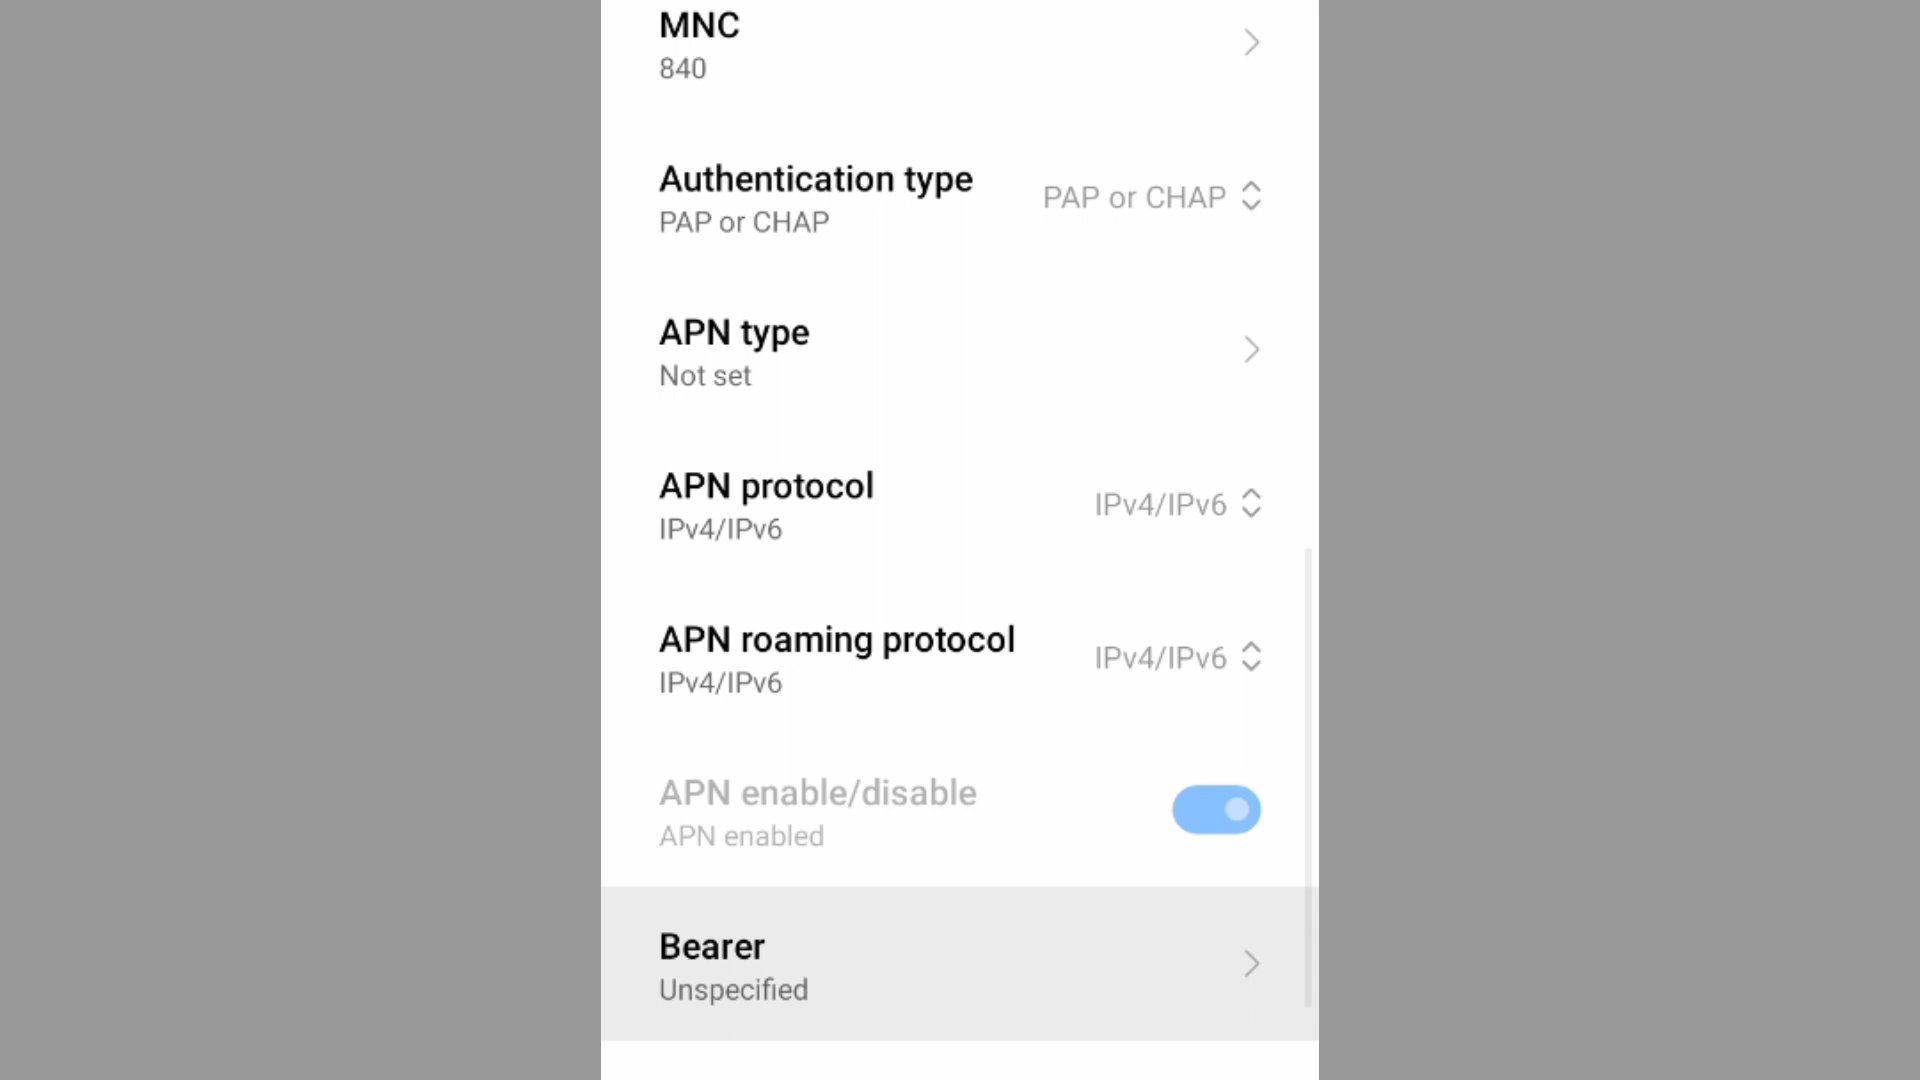 MNC
840
Authentication type
PAP or CHAP
PAP or CHAP
APN type
Not set
APN protocol
IPv4/IPv6
IPv4/IPv6
APN roaming protocol
IPv4/IPv6
IPv4/IPv6
APN enable/disable
APN enabled
Bearer
Unspecified